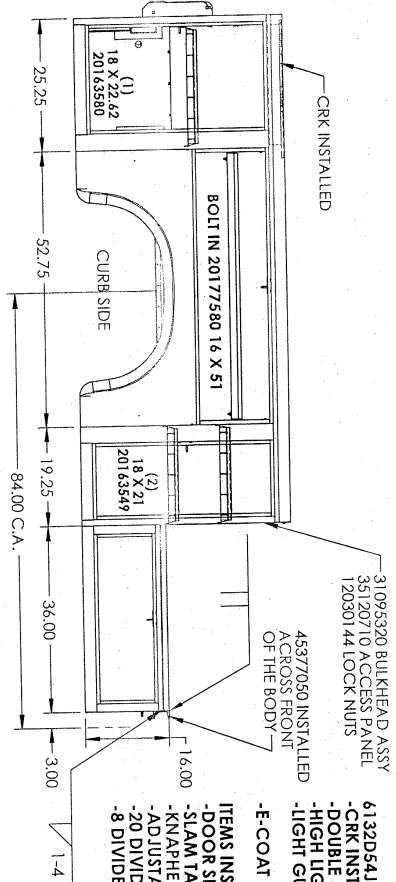 CRK INSTALLED
(1)
18 X 22.62
20163580
BOLT IN 20177580 16 X 51
CURB SIDE
(2)
18 X 21
20163549
25.25
52.75
19.25
36.00
3.00
84.00 C.A.
16.00
31095320 BULKHEAD ASSY
35120710 ACCESS PANEL
12030144 LOCK NUTS
45377050 INSTALLED
ACROSS FRONT
OF THE BODY
1-4
6132D54J
-CRK INST
-DOUBLE
-HIGH LIG
-LIGHT GU
-E-COAT
ITEMS INS
-DOOR S
-SLAM TA
-KNAPHE
-ADJUSTA
-20 DIVID
-8 DIVIDE